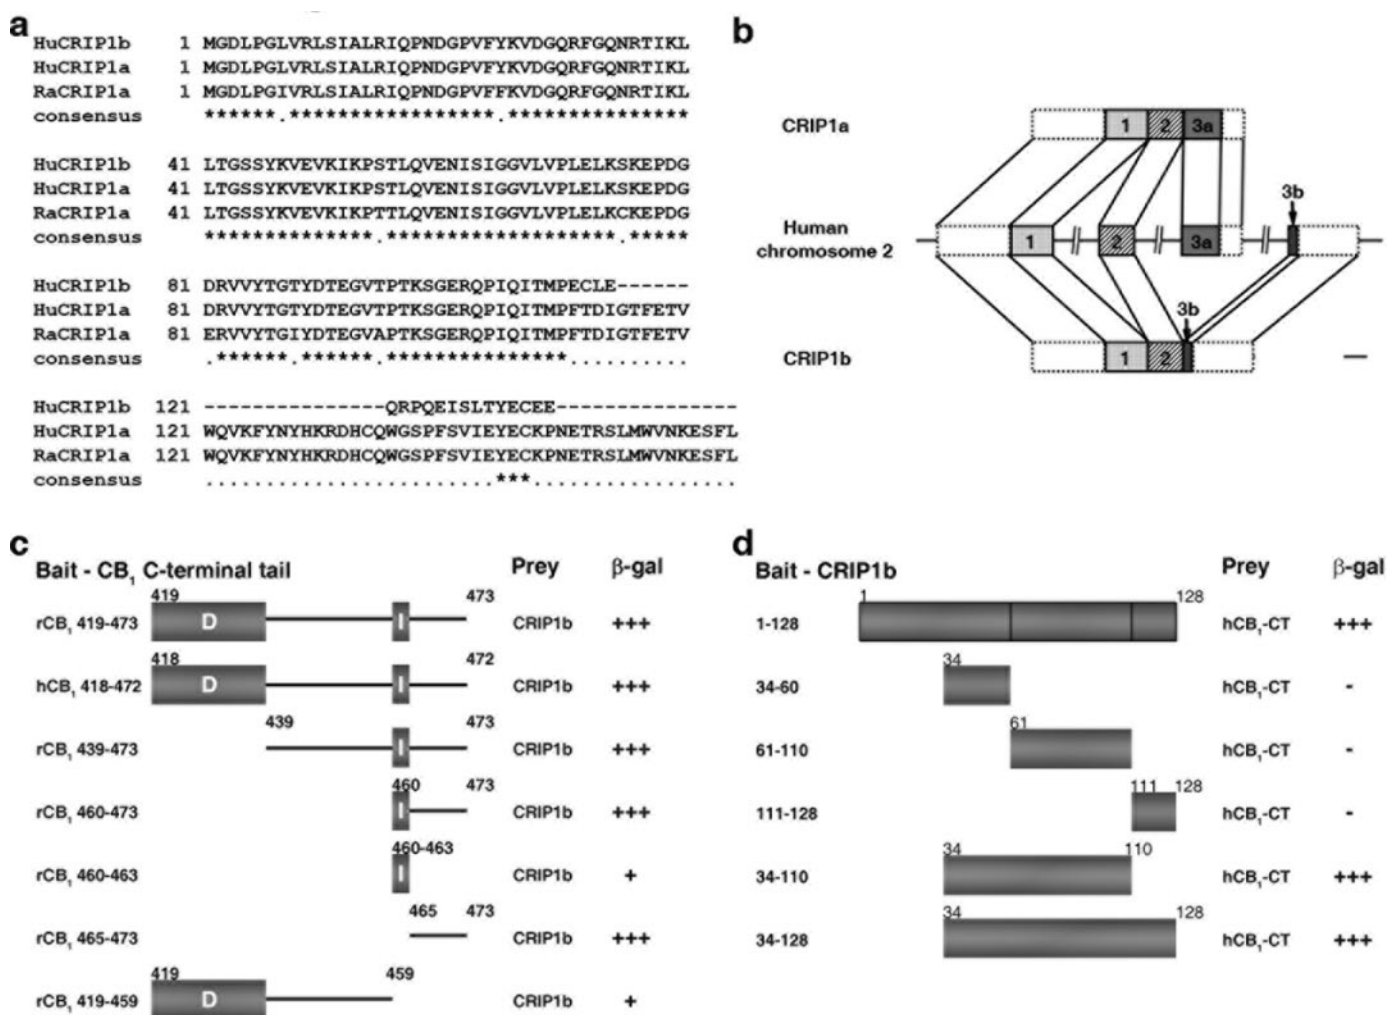 a
HuCRIP1b 1 MGDLPGLVRLSIALRIQPNDGPVFYKVDGQRFGQNRTIKL
HuCRIP1a 1 MGDLPGLVRLSIALRIQPNDGPVFYKVDGQRFGQNRTIKL
RaCRIP1a 1 MGDLPGIVRLSIALRIQPNDGPVFFKVDGQRFGQNRTIKL
consensus ******.*****************.***************
HuCRIP1b 41 LTGSSYKVEVKIKPSTLQVENISIGGVLVPLELKSKEPDG
HuCRIP1a 41 LTGSSYKVEVKIKPSTLQVENISIGGVLVPLELKSKEPDG
RaCRIP1a 41 LTGSSYKVEVKIKPTTLQVENISIGGVLVPLELKCKEPDG
consensus **************.*******************.*****
HuCRIP1b 81 DRVVYTGTYDTEGVTPTKSGERQPIQITMPECLE------
HuCRIP1a 81 DRVVYTGTYDTEGVTPTKSGERQPIQITMPFTDIGTFETV
RaCRIP1a 81 ERVVYTGIYDTEGVAPTKSGERQPIQITMPFTDIGTFETV
consensus .******.******.***************..........
HuCRIP1b 121 ---------------QRPQEISLTYECEE---------------
HuCRIP1a 121 WQVKFYNYHKRDHCQWGSPFSVIEYECKPNETRSLMWVNKESFL
RaCRIP1a 121 WQVKFYNYHKRDHCQWGSPFSVIEYECKPNETRSLMWVNKESFL
consensus ........................***.................
b
CRIP1a 1 2 3a
3b
Human
chromosome 2 1 2 3a
3b
CRIP1b 1 2
c
Bait - CB1 C-terminal tail Prey β-gal
419 473
rCB1 419-473 D I CRIP1b +++
418 472
hCB1 418-472 D I CRIP1b +++
439 473
rCB1 439-473 I CRIP1b +++
460 473
rCB1 460-473 I CRIP1b +++
460-463
rCB1 460-463 I CRIP1b +
465 473
rCB1 465-473 CRIP1b +++
419 459
rCB1 419-459 D CRIP1b +
d
Bait - CRIP1b Prey β-gal
1 128
1-128 hCB1-CT +++
34
34-60 hCB1-CT -
61
61-110 hCB1-CT -
111 128
111-128 hCB1-CT -
34 110
34-110 hCB1-CT +++
34 128
34-128 hCB1-CT +++